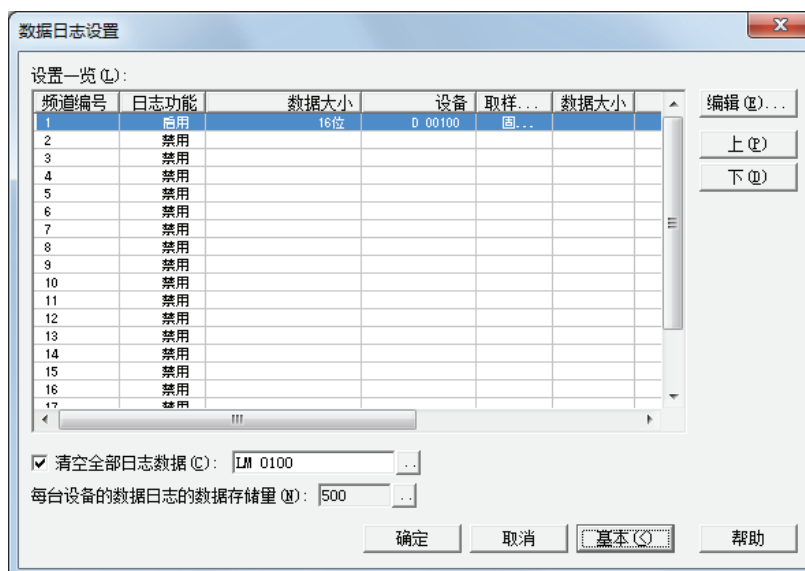 数据日志设置
设置一览(L):
频道编号 日志功能 数据大小 设备 取样... 数据大小
1 启用 16位 D 00100 固...
2 禁用
3 禁用
4 禁用
5 禁用
6 禁用
7 禁用
8 禁用
9 禁用
10 禁用
11 禁用
12 禁用
13 禁用
14 禁用
15 禁用
16 禁用
17 禁用
编辑(E)...
上(P)
下(D)
清空全部日志数据(C): LM 0100 ..
每台设备的数据日志的数据存储量(N): 500 ..
确定 取消 基本(<) 帮助